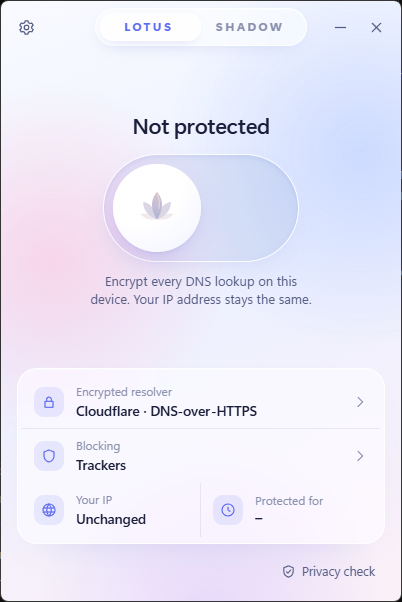 LOTUS
SHADOW
Not protected
Encrypt every DNS lookup on this
device. Your IP address stays the same.
Encrypted resolver
Cloudflare · DNS-over-HTTPS
Blocking
Trackers
Your IP
Unchanged
Protected for
–
Privacy check